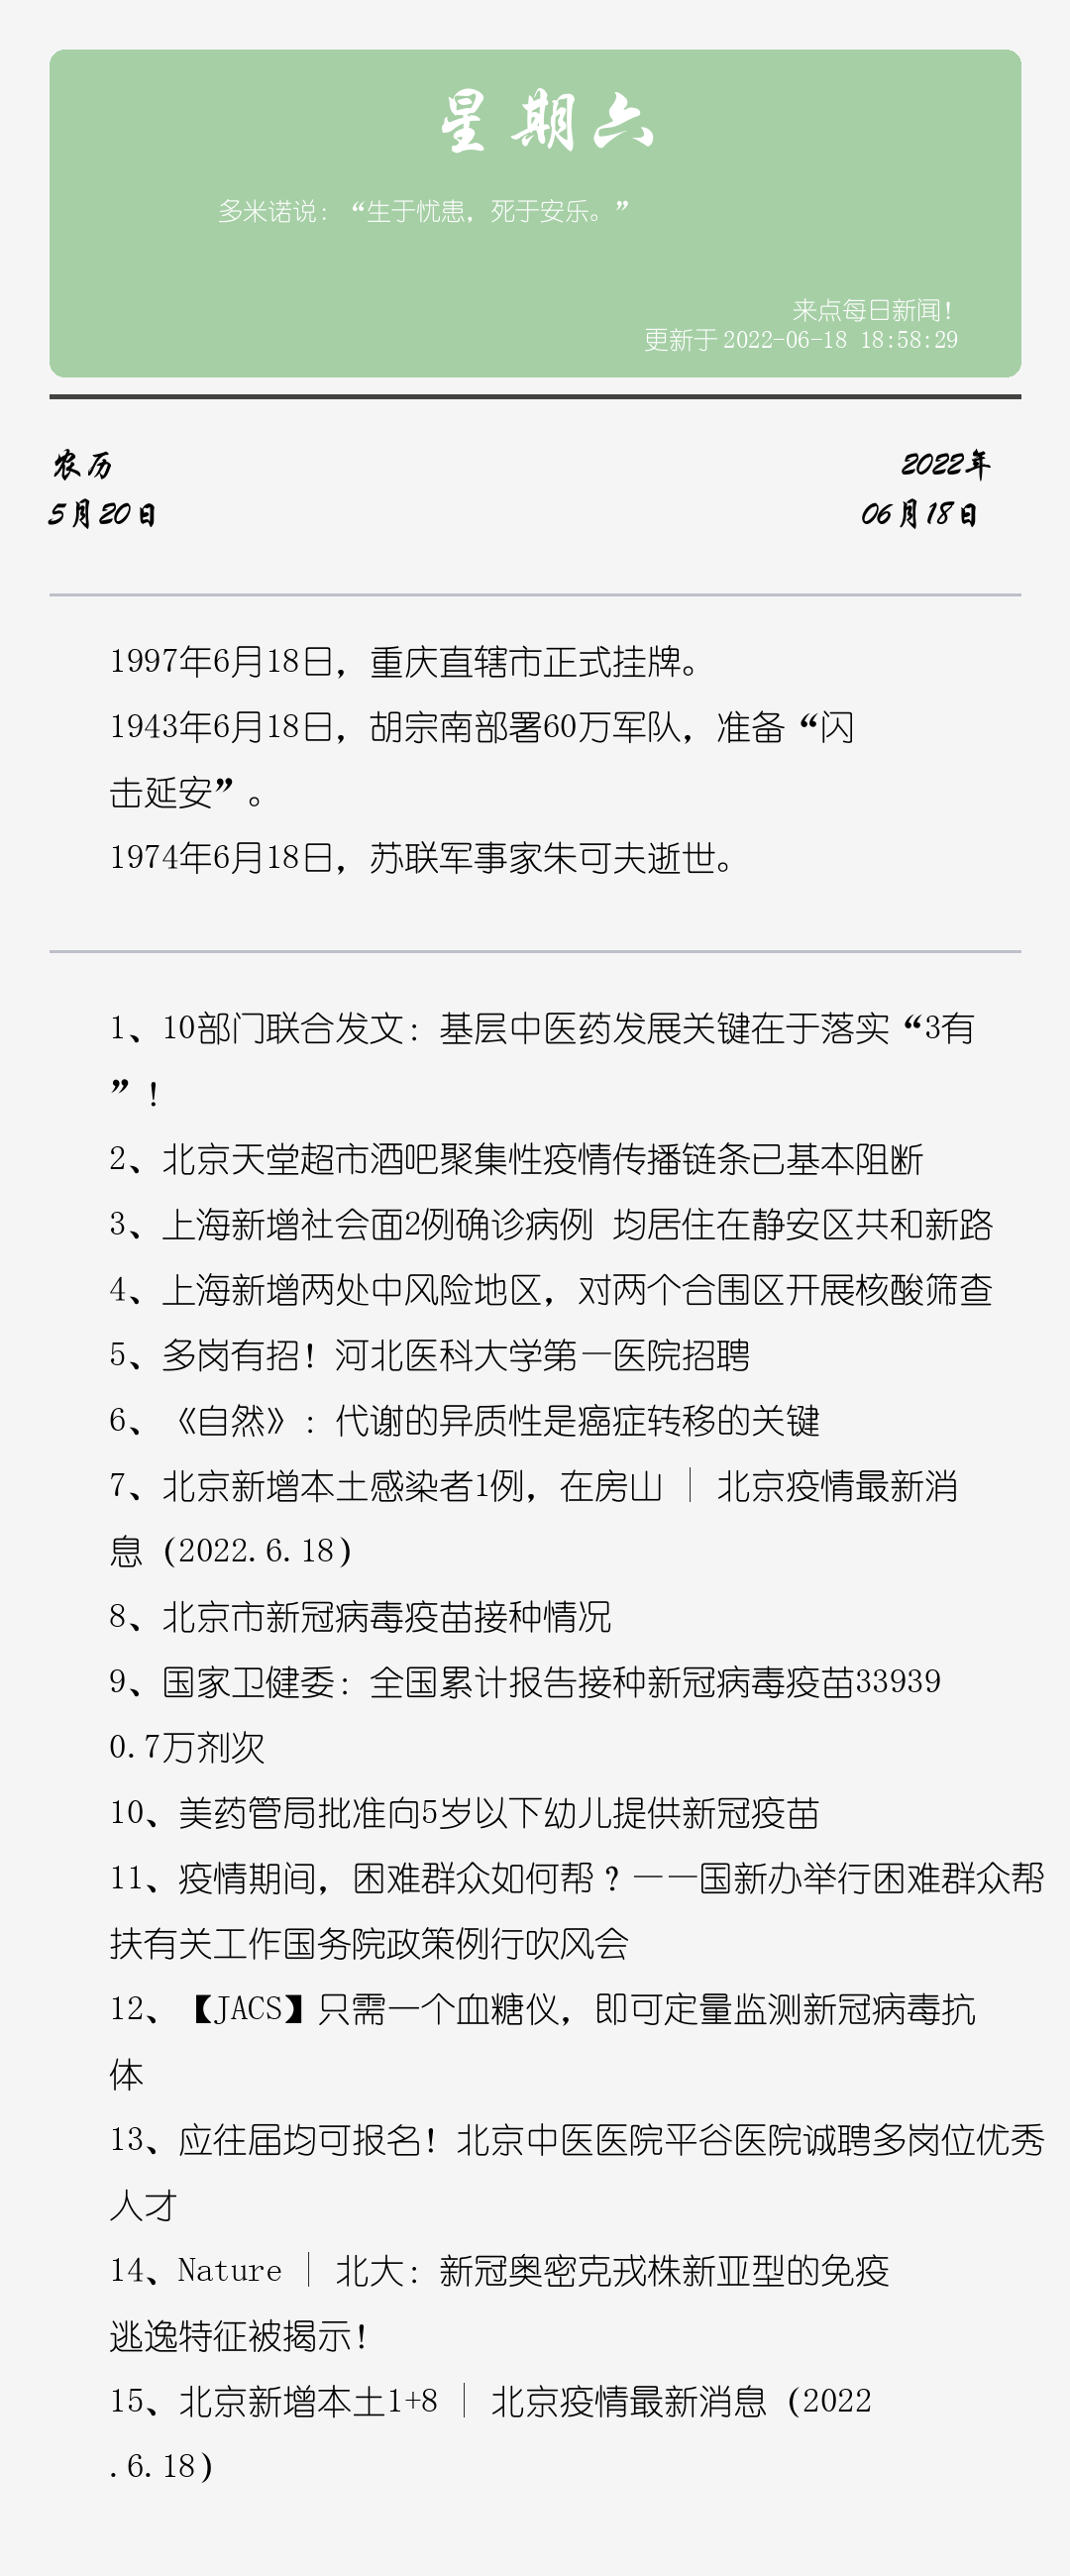 星期六
多米诺说：“生于忧患，死于安乐。”
来点每日新闻！
更新于 2022-06-18 18:58:29
农历
2022年
5月20日
06月18日
1997年6月18日，重庆直辖市正式挂牌。
1943年6月18日，胡宗南部署60万军队，准备“闪
击延安”。
1974年6月18日，苏联军事家朱可夫逝世。
1、10部门联合发文：基层中医药发展关键在于落实“3有
”！
2、北京天堂超市酒吧聚集性疫情传播链条已基本阻断
3、上海新增社会面2例确诊病例 均居住在静安区共和新路
4、上海新增两处中风险地区，对两个合围区开展核酸筛查
5、多岗有招！河北医科大学第一医院招聘
6、《自然》：代谢的异质性是癌症转移的关键
7、北京新增本土感染者1例，在房山 | 北京疫情最新消
息（2022.6.18）
8、北京市新冠病毒疫苗接种情况
9、国家卫健委：全国累计报告接种新冠病毒疫苗33939
0.7万剂次
10、美药管局批准向5岁以下幼儿提供新冠疫苗
11、疫情期间，困难群众如何帮？——国新办举行困难群众帮
扶有关工作国务院政策例行吹风会
12、【JACS】只需一个血糖仪，即可定量监测新冠病毒抗
体
13、应往届均可报名！北京中医医院平谷医院诚聘多岗位优秀
人才
14、Nature | 北大：新冠奥密克戎株新亚型的免疫
逃逸特征被揭示！
15、北京新增本土1+8 | 北京疫情最新消息（2022
.6.18）